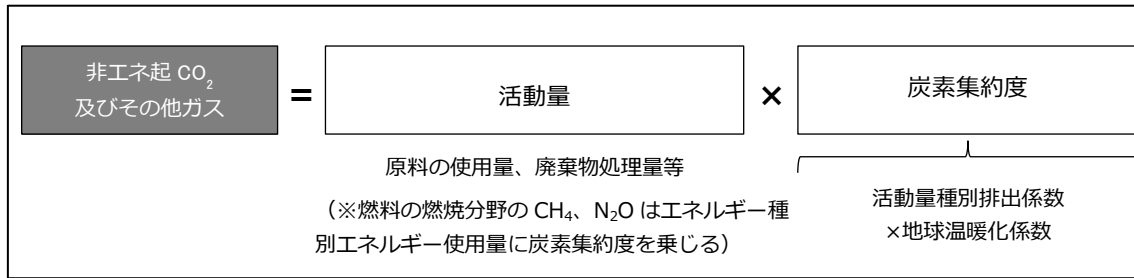 非エネ起 CO₂
及びその他ガス
=
活動量
×
炭素集約度
原料の使用量、廃棄物処理量等
（※燃料の燃焼分野の CH₄、N₂O はエネルギー種
別エネルギー使用量に炭素集約度を乗じる）
活動量種別排出係数
×地球温暖化係数